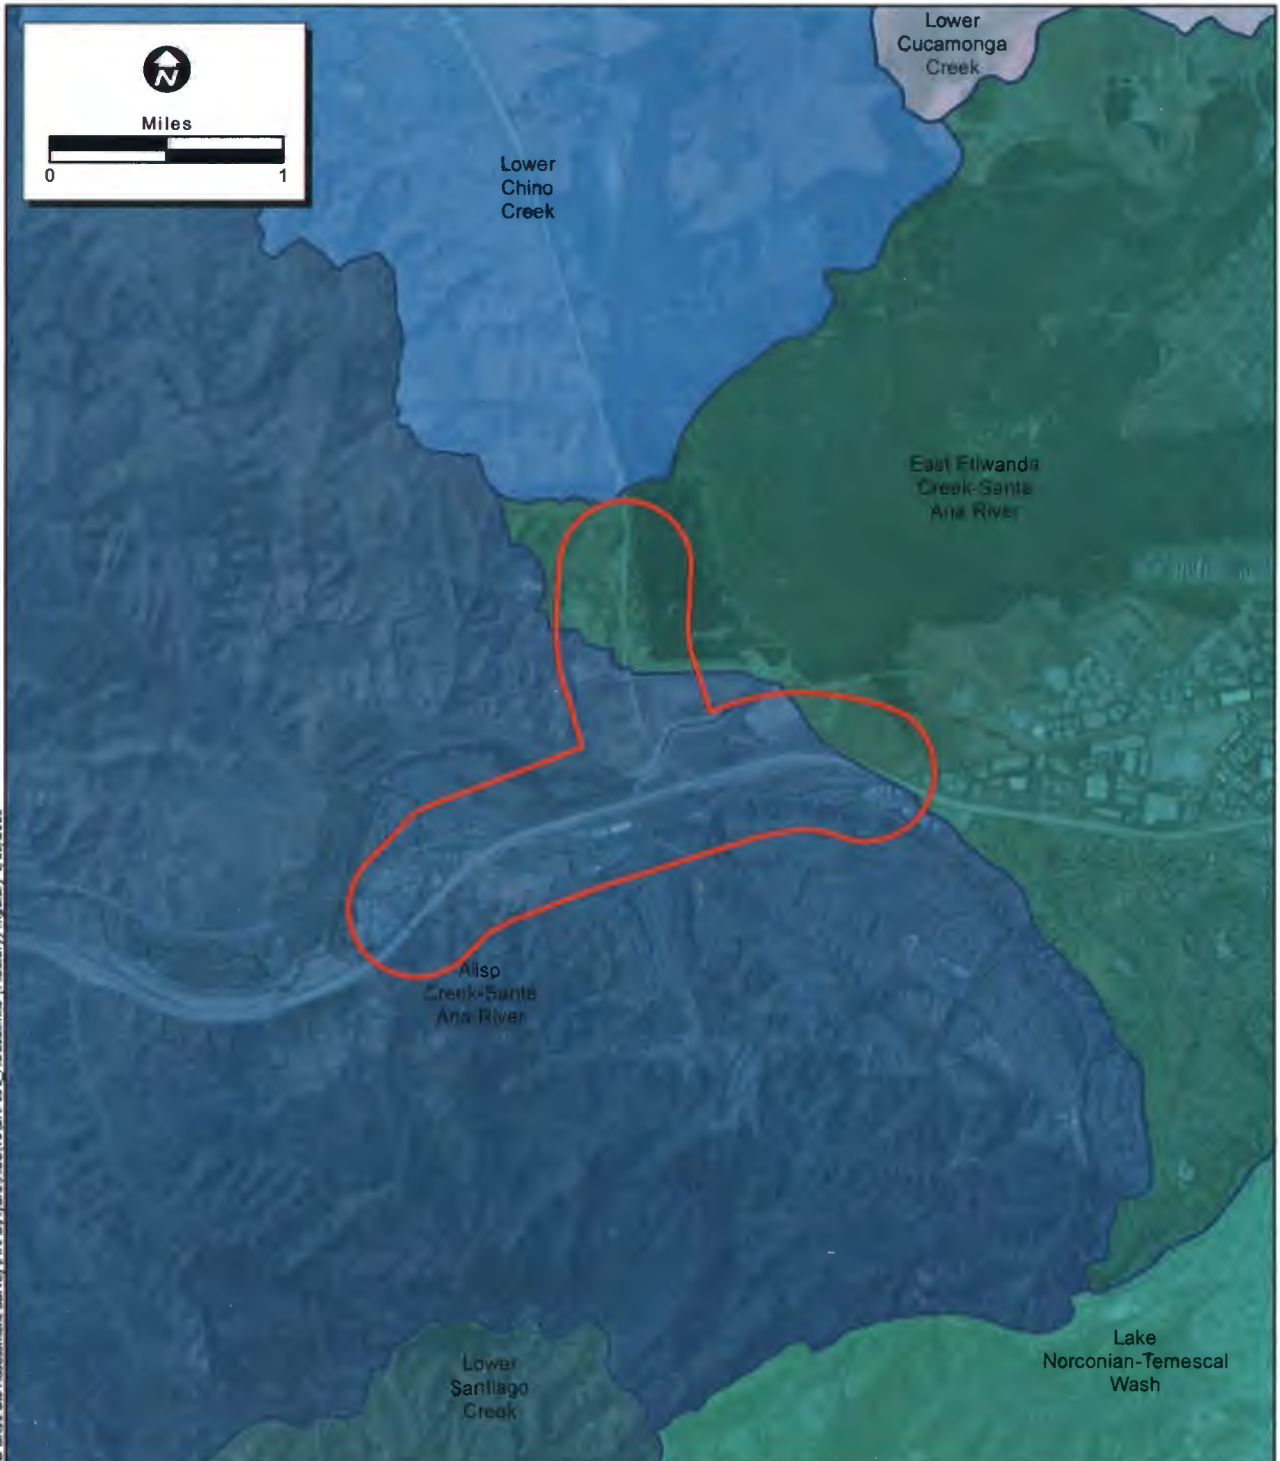 N
Miles
0 1
Lower
Cucamonga
Creek
Lower
Chino
Creek
East Etiwanda
Creek-Santa
Ana River
Aliso
Creek-Santa
Ana River
Lower
Santiago
Creek
Lake
Norconian-Temescal
Wash